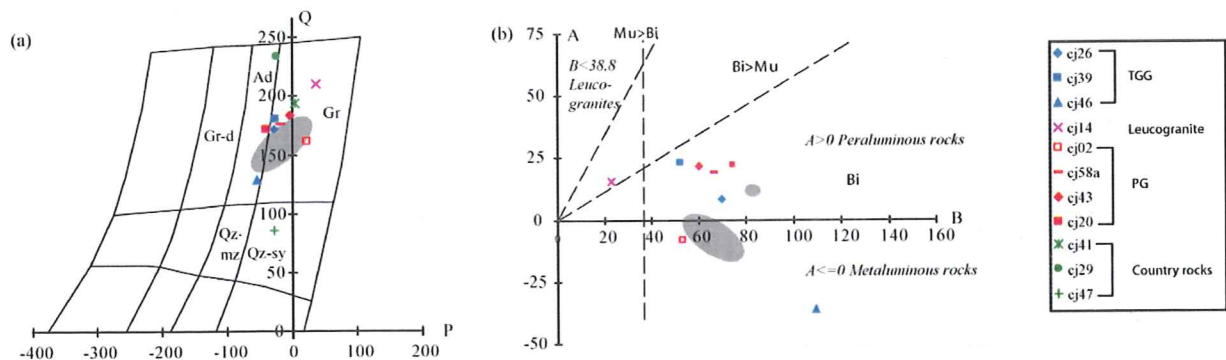 (a)
Q
250
200
150
100
50
0
Ad
Gr
Gr-d
Qz-
mz
Qz-sy
P
-400 -300 -200 -100 0 100 200
(b)
A
75
50
25
0
-25
-50
Mu>Bi
B<38.8
Leuco-
granites
Bi>Mu
A>0 Peraluminous rocks
Bi
B
0 20 40 60 80 100 120 140 160
A<=0 Metaluminous rocks
cj26
cj39
cj46
TGG
cj14
Leucogranite
cj02
cj58a
cj43
cj20
PG
cj41
cj29
cj47
Country rocks